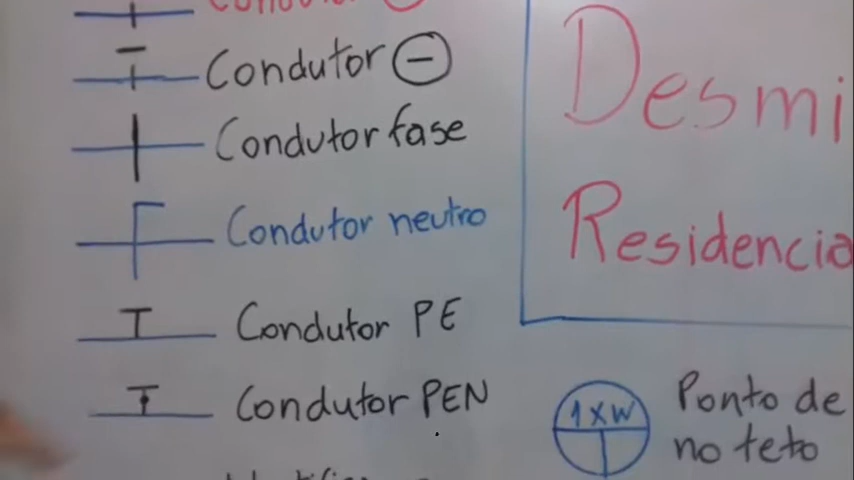 Condutor ⊖
Condutor fase
Condutor neutro
Condutor PE
Condutor PEN
Desmi
Residencia
1XW
Ponto de
no teto